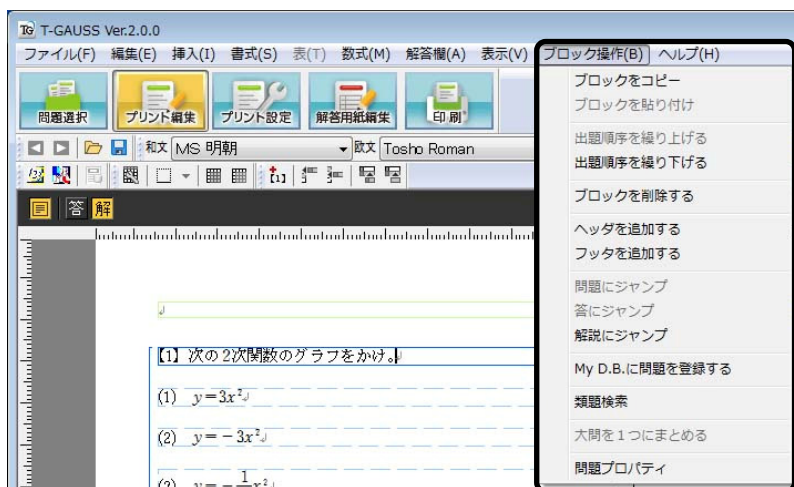 T-GAUSS Ver.2.0.0
ファイル(F) 編集(E) 挿入(I) 書式(S) 表(T) 数式(M) 解答欄(A) 表示(V) ブロック操作(B) ヘルプ(H)
問題選択 プリント編集 プリント設定 解答用紙編集 印刷
和文 MS 明朝 欧文 Tosho Roman
答 解
【1】次の2次関数のグラフをかけ。
(1) y=3x²
(2) y=-3x²
(3) y=-1/ x²
ブロックをコピー
ブロックを貼り付け
出題順序を繰り上げる
出題順序を繰り下げる
ブロックを削除する
ヘッダを追加する
フッタを追加する
問題にジャンプ
答にジャンプ
解説にジャンプ
My D.B.に問題を登録する
類題検索
大問を1つにまとめる
問題プロパティ